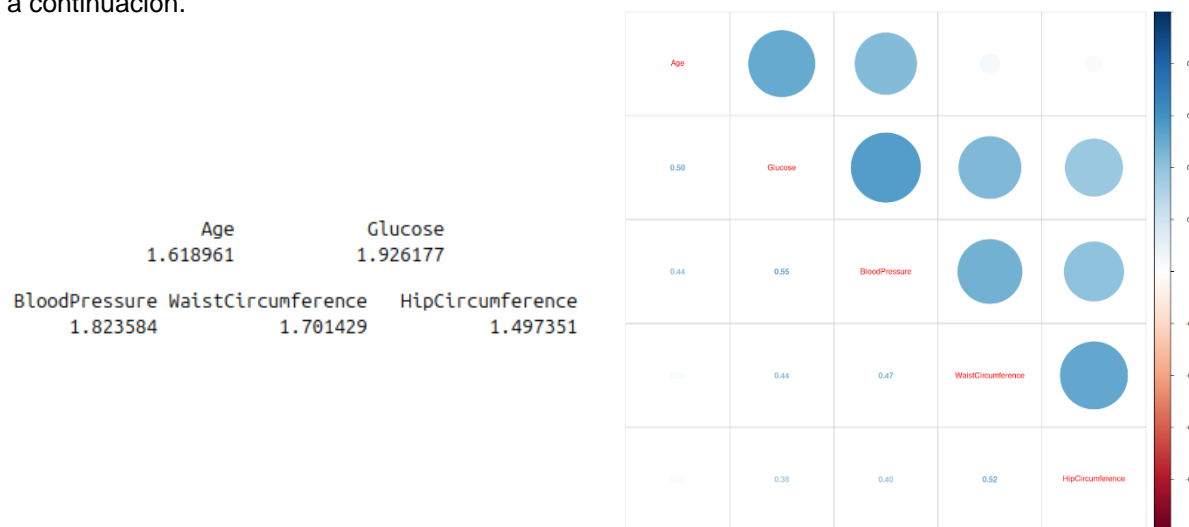 a continuación.
Age Glucose
1.618961 1.926177
BloodPressure WaistCircumference HipCircumference
1.823584 1.701429 1.497351
Age
0.50 Glucose
0.44 0.55 BloodPressure
0.44 0.47 WaistCircumference
0.38 0.40 0.52 HipCircumference